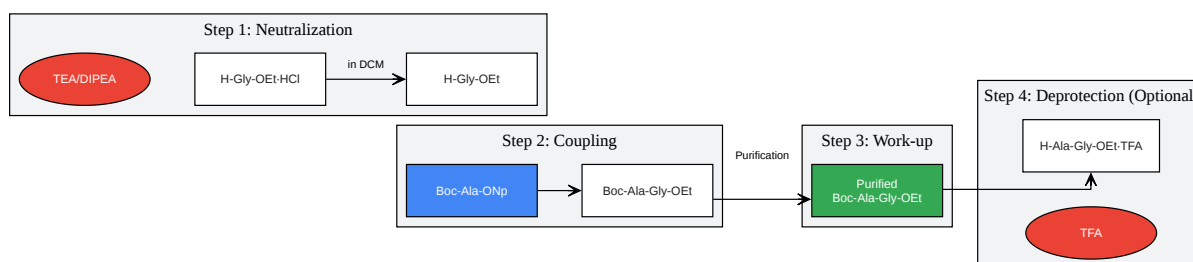 Step 1: Neutralization
TEA/DIPEA
H-Gly-OEt·HCl
in DCM
H-Gly-OEt
Step 2: Coupling
Boc-Ala-ONp
Boc-Ala-Gly-OEt
Purification
Step 3: Work-up
Purified
Boc-Ala-Gly-OEt
Step 4: Deprotection (Optional)
H-Ala-Gly-OEt·TFA
TFA